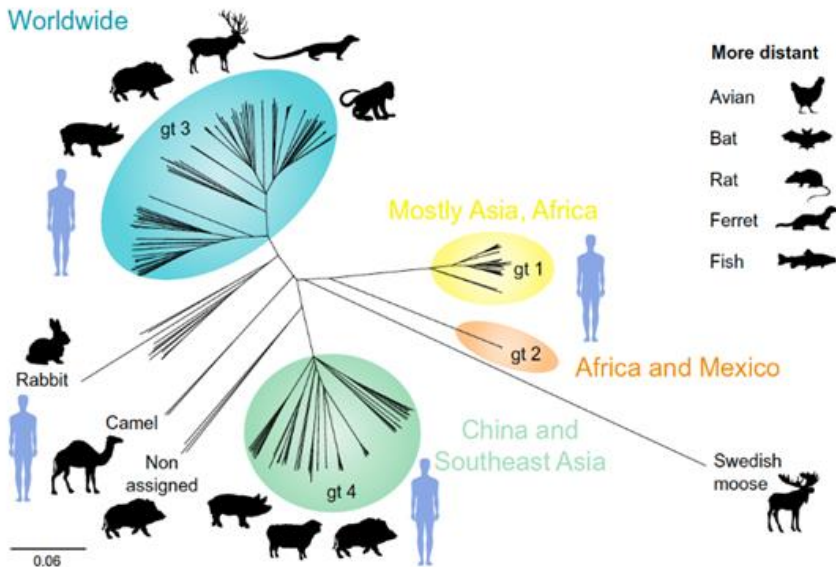 Worldwide
gt 3
More distant
Avian
Bat
Rat
Ferret
Fish
Mostly Asia, Africa
gt 1
gt 2
Africa and Mexico
Rabbit
Camel
Non
assigned
gt 4
China and
Southeast Asia
Swedish
moose
0.06